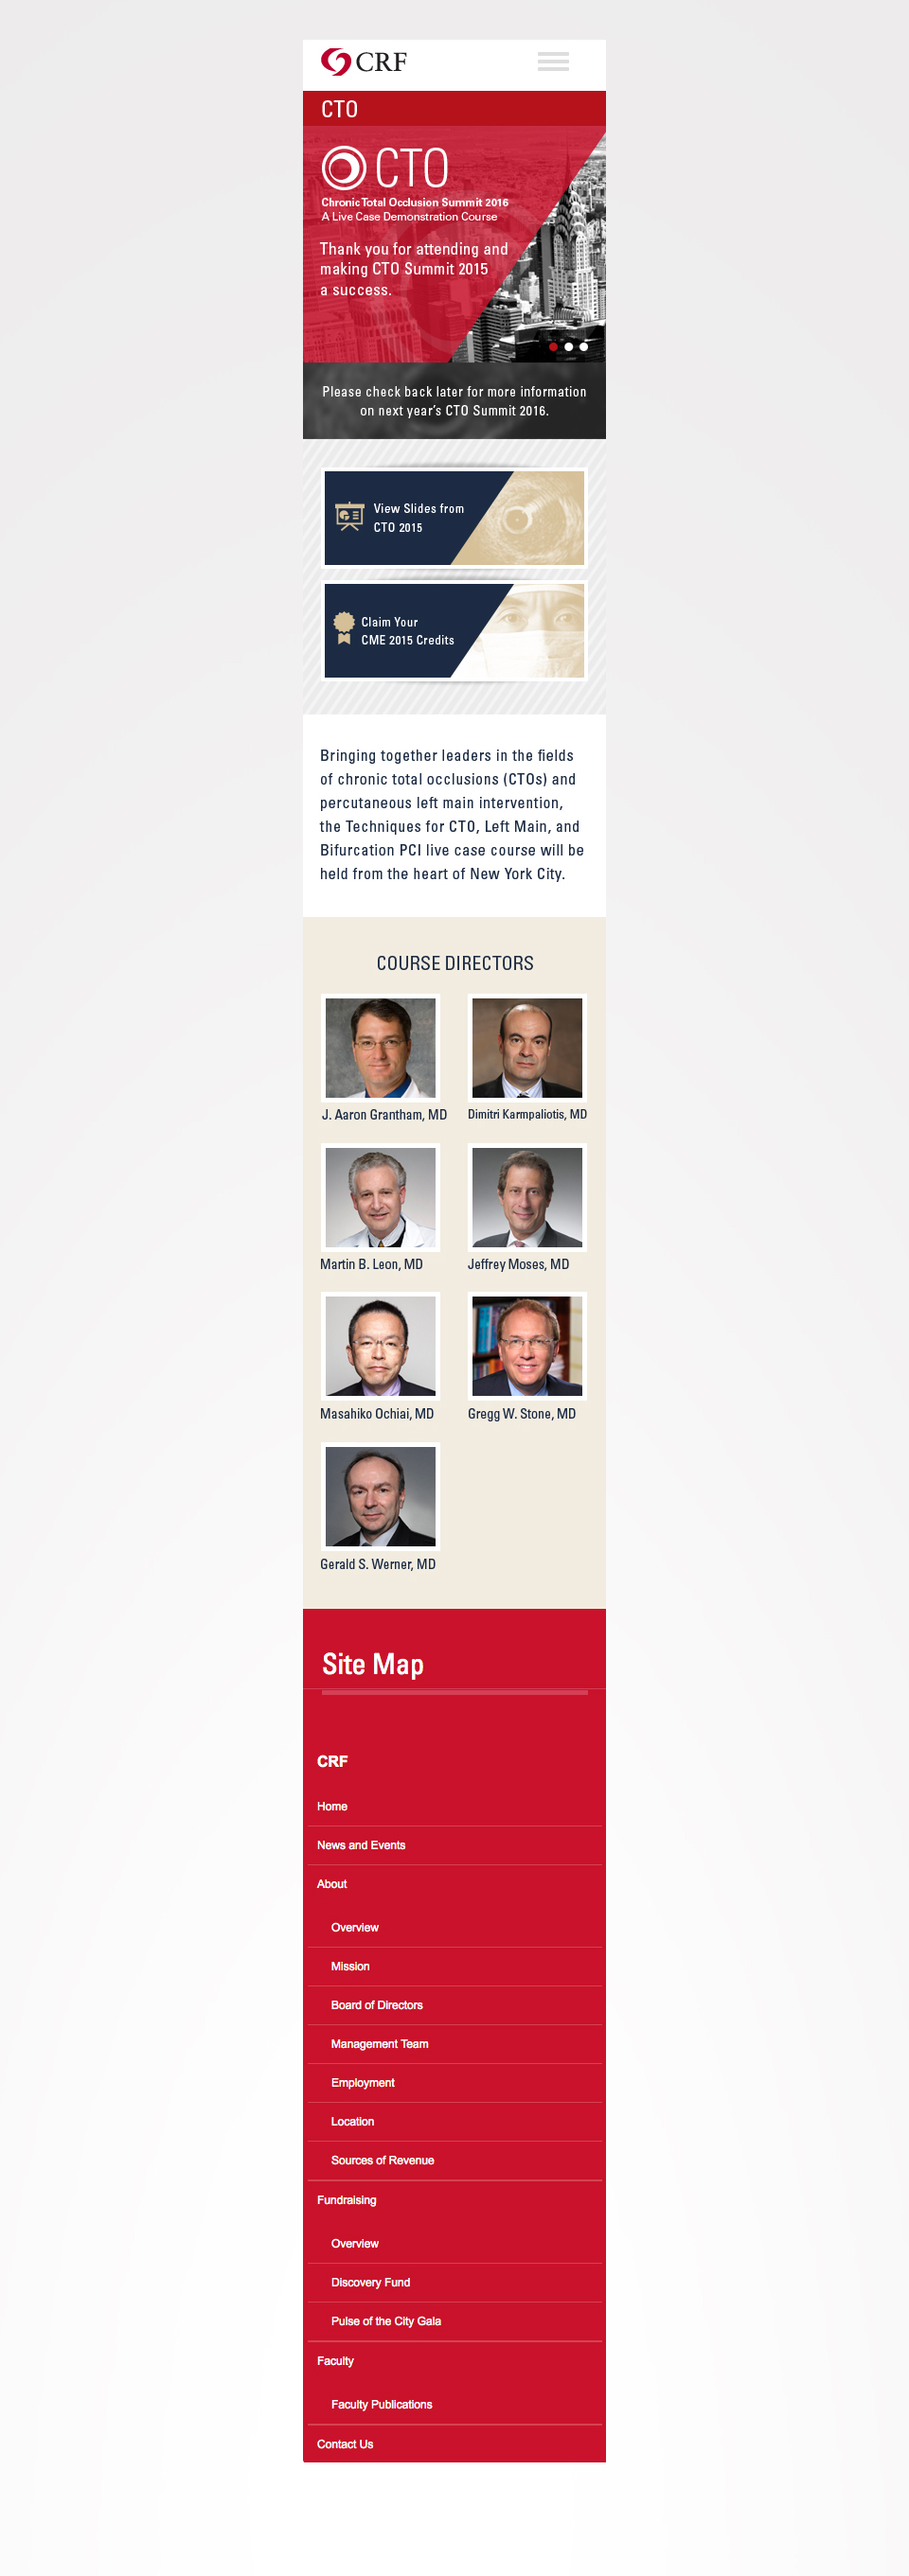 CRF
CTO
CTO
Chronic Total Occlusion Summit 2016
A Live Case Demonstration Course
Thank you for attending and
making CTO Summit 2015
a success.
Please check back later for more information
on next year's CTO Summit 2016.
View Slides from
CTO 2015
Claim Your
CME 2015 Credits
Bringing together leaders in the fields
of chronic total occlusions (CTOs) and
percutaneous left main intervention,
the Techniques for CTO, Left Main, and
Bifurcation PCI live case course will be
held from the heart of New York City.
COURSE DIRECTORS
J. Aaron Grantham, MD
Dimitri Karmpaliotis, MD
Martin B. Leon, MD
Jeffrey Moses, MD
Masahiko Ochiai, MD
Gregg W. Stone, MD
Gerald S. Werner, MD
Site Map
CRF
Home
News and Events
About
Overview
Mission
Board of Directors
Management Team
Employment
Location
Sources of Revenue
Fundraising
Overview
Discovery Fund
Pulse of the City Gala
Faculty
Faculty Publications
Contact Us